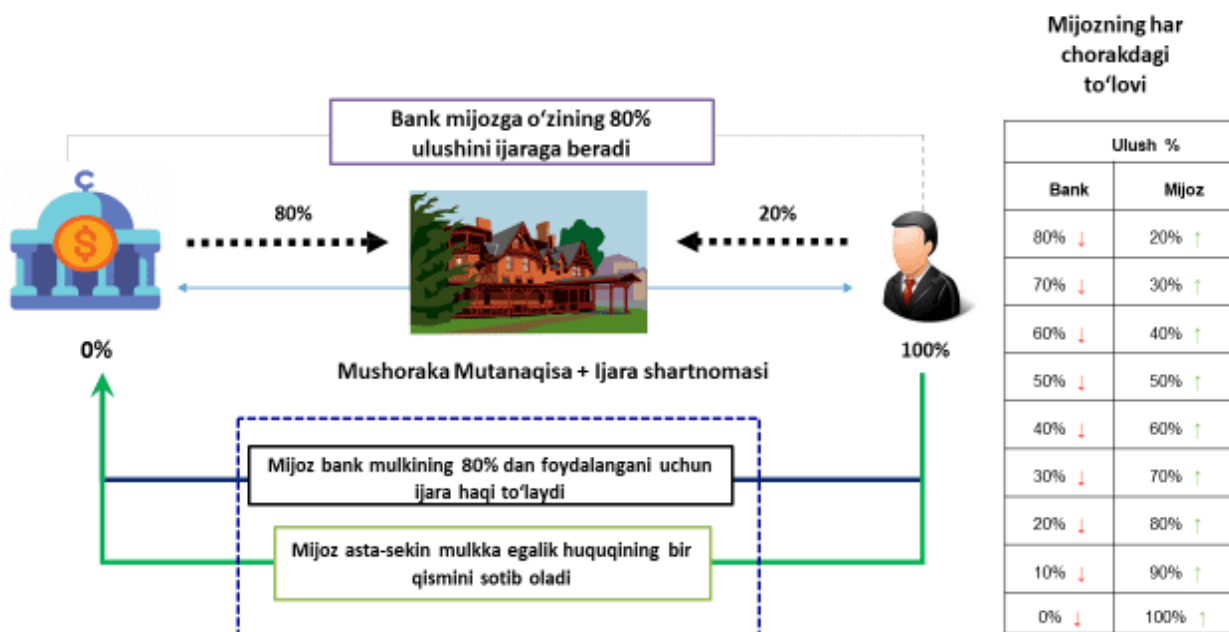 Mijozning har
chorakdagi
to‘lovi
Bank mijozga o‘zining 80%
ulushini ijaraga beradi
80%
20%
0%
100%
Mushoraka Mutanaqisa + Ijara shartnomasi
Mijoz bank mulkining 80% dan foydalangani uchun
ijara haqi to‘laydi
Mijoz asta-sekin mulkka egalik huquqining bir
qismini sotib oladi
Ulush %
Bank Mijoz
80% ↓ 20% ↑
70% ↓ 30% ↑
60% ↓ 40% ↑
50% ↓ 50% ↑
40% ↓ 60% ↑
30% ↓ 70% ↑
20% ↓ 80% ↑
10% ↓ 90% ↑
0% ↓ 100% ↑